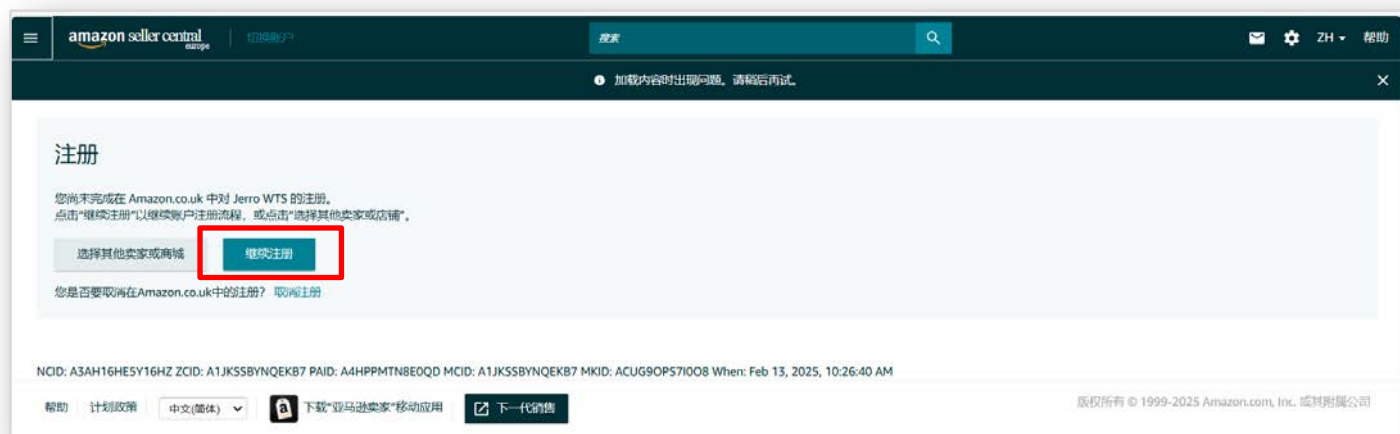 amazon seller central
europe
切换账户
搜索
ZH
帮助
加载内容时出现问题。请稍后再试。
注册
您尚未完成在 Amazon.co.uk 中对 Jerro WTS 的注册。
点击"继续注册"以继续账户注册流程，或点击"选择其他卖家或店铺"。
选择其他卖家或商城
继续注册
您是否要取消在Amazon.co.uk中的注册？ 取消注册
NCID: A3AH16HE5Y16HZ ZCID: A1JKSSBYNQEKB7 PAID: A4HPPMTN8E0QD MCID: A1JKSSBYNQEKB7 MKID: ACUG9OPS7IOO8 When: Feb 13, 2025, 10:26:40 AM
帮助
计划政策
中文(简体)
下载"亚马逊卖家"移动应用
下一代销售
版权所有 © 1999-2025 Amazon.com, Inc. 或其附属公司